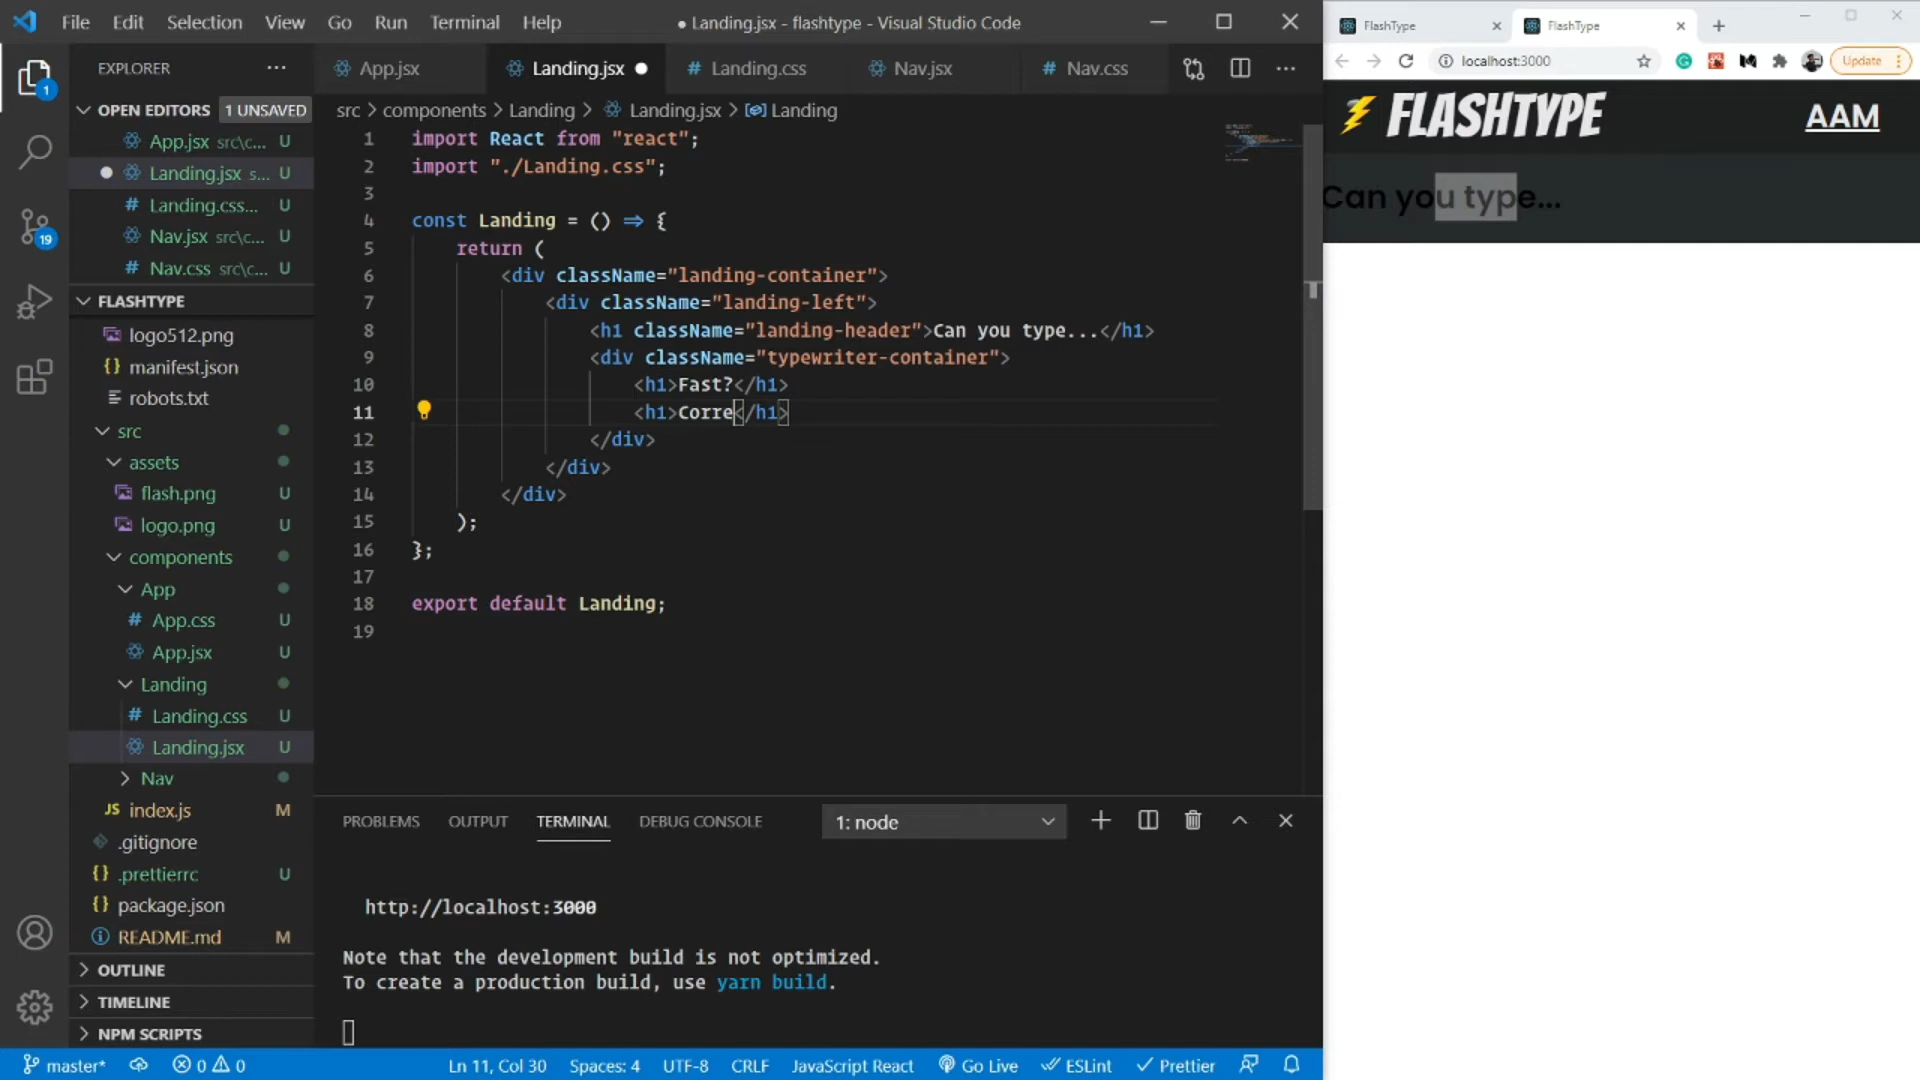 File Edit Selection View Go Run Terminal Help
● Landing.jsx - flashtype - Visual Studio Code
EXPLORER
App.jsx
Landing.jsx
# Landing.css
Nav.jsx
# Nav.css
OPEN EDITORS 1 UNSAVED
App.jsx src\c... U
Landing.jsx s... U
# Landing.css... U
Nav.jsx src\c... U
# Nav.css src\c... U
FLASHTYPE
logo512.png
{} manifest.json
robots.txt
src
assets
flash.png U
logo.png U
components
App
# App.css U
App.jsx U
Landing
# Landing.css U
Landing.jsx U
Nav
JS index.js M
.gitignore
{} .prettierrc U
{} package.json
README.md M
OUTLINE
TIMELINE
NPM SCRIPTS
1
19
src > components > Landing > Landing.jsx > Landing
1 import React from "react";
2 import "./Landing.css";
3
4 const Landing = () ⇒ {
5 return (
6 <div className="landing-container">
7 <div className="landing-left">
8 <h1 className="landing-header">Can you type...</h1>
9 <div className="typewriter-container">
10 <h1>Fast?</h1>
11 <h1>Corre</h1>
12 </div>
13 </div>
14 </div>
15 );
16 };
17
18 export default Landing;
19
PROBLEMS OUTPUT TERMINAL DEBUG CONSOLE 1: node
http://localhost:3000
Note that the development build is not optimized.
To create a production build, use yarn build.
master* 0 0 Ln 11, Col 30 Spaces: 4 UTF-8 CRLF JavaScript React Go Live ESLint Prettier
FlashType
FlashType
localhost:3000
Update
FLASHTYPE
AAM
Can you type...